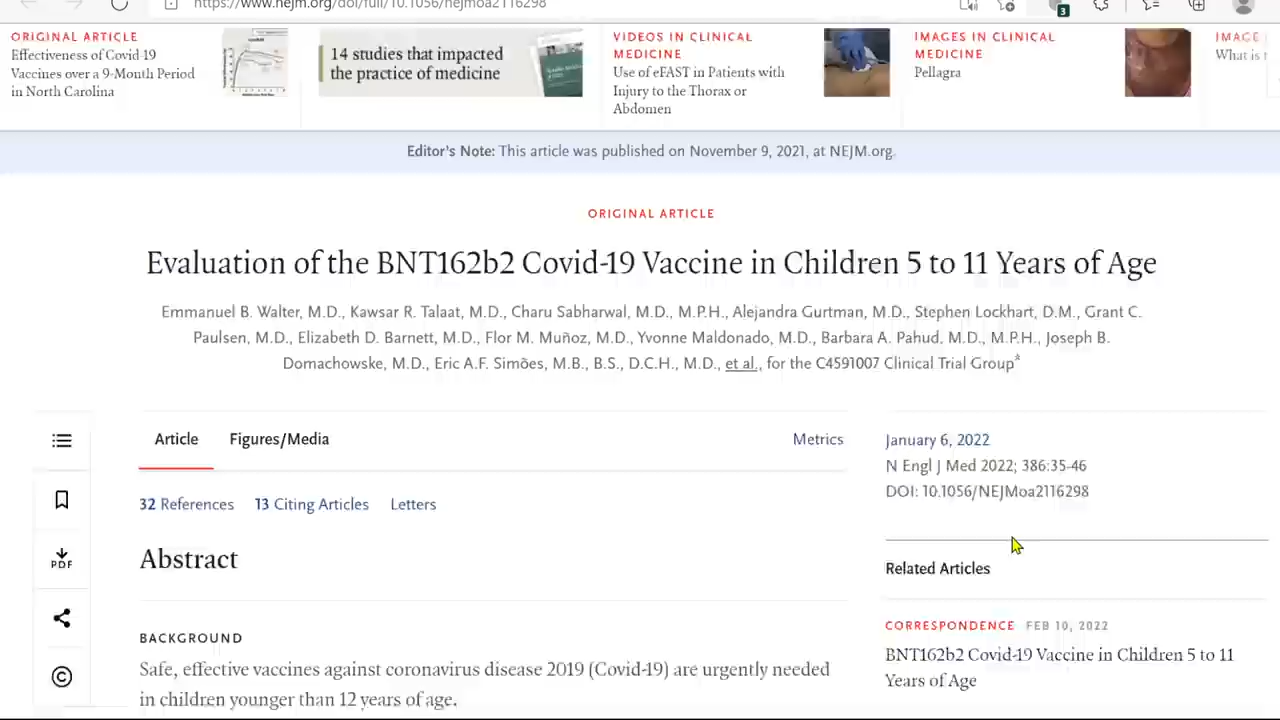 https://www.nejm.org/doi/full/10.1056/nejmoa2116298
3
ORIGINAL ARTICLE
Effectiveness of Covid-19
Vaccines over a 9-Month Period
in North Carolina
14 studies that impacted
the practice of medicine
VIDEOS IN CLINICAL
MEDICINE
Use of eFAST in Patients with
Injury to the Thorax or
Abdomen
IMAGES IN CLINICAL
MEDICINE
Pellagra
IMAGE
What is
Editor's Note: This article was published on November 9, 2021, at NEJM.org.
ORIGINAL ARTICLE
Evaluation of the BNT162b2 Covid-19 Vaccine in Children 5 to 11 Years of Age
Emmanuel B. Walter, M.D., Kawsar R. Talaat, M.D., Charu Sabharwal, M.D., M.P.H., Alejandra Gurtman, M.D., Stephen Lockhart, D.M., Grant C.
Paulsen, M.D., Elizabeth D. Barnett, M.D., Flor M. Muñoz, M.D., Yvonne Maldonado, M.D., Barbara A. Pahud, M.D., M.P.H., Joseph B.
Domachowske, M.D., Eric A.F. Simões, M.B., B.S., D.C.H., M.D., et al., for the C4591007 Clinical Trial Group*
Article Figures/Media Metrics
32 References 13 Citing Articles Letters
Abstract
BACKGROUND
Safe, effective vaccines against coronavirus disease 2019 (Covid-19) are urgently needed
in children younger than 12 years of age.
PDF
January 6, 2022
N Engl J Med 2022; 386:35-46
DOI: 10.1056/NEJMoa2116298
Related Articles
CORRESPONDENCE FEB 10, 2022
BNT162b2 Covid-19 Vaccine in Children 5 to 11
Years of Age